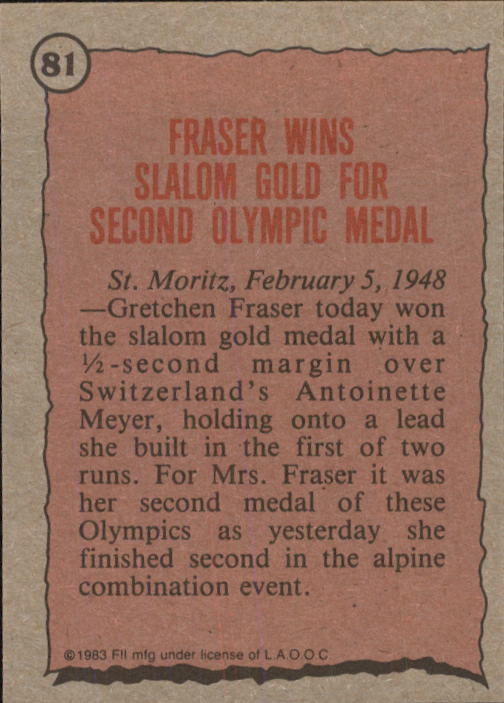 81
FRASER WINS
SLALOM GOLD FOR
SECOND OLYMPIC MEDAL
St. Moritz, February 5, 1948
—Gretchen Fraser today won
the slalom gold medal with a
½-second margin over
Switzerland's Antoinette
Meyer, holding onto a lead
she built in the first of two
runs. For Mrs. Fraser it was
her second medal of these
Olympics as yesterday she
finished second in the alpine
combination event.
©1983 FII mfg under license of L.A.O.O.C